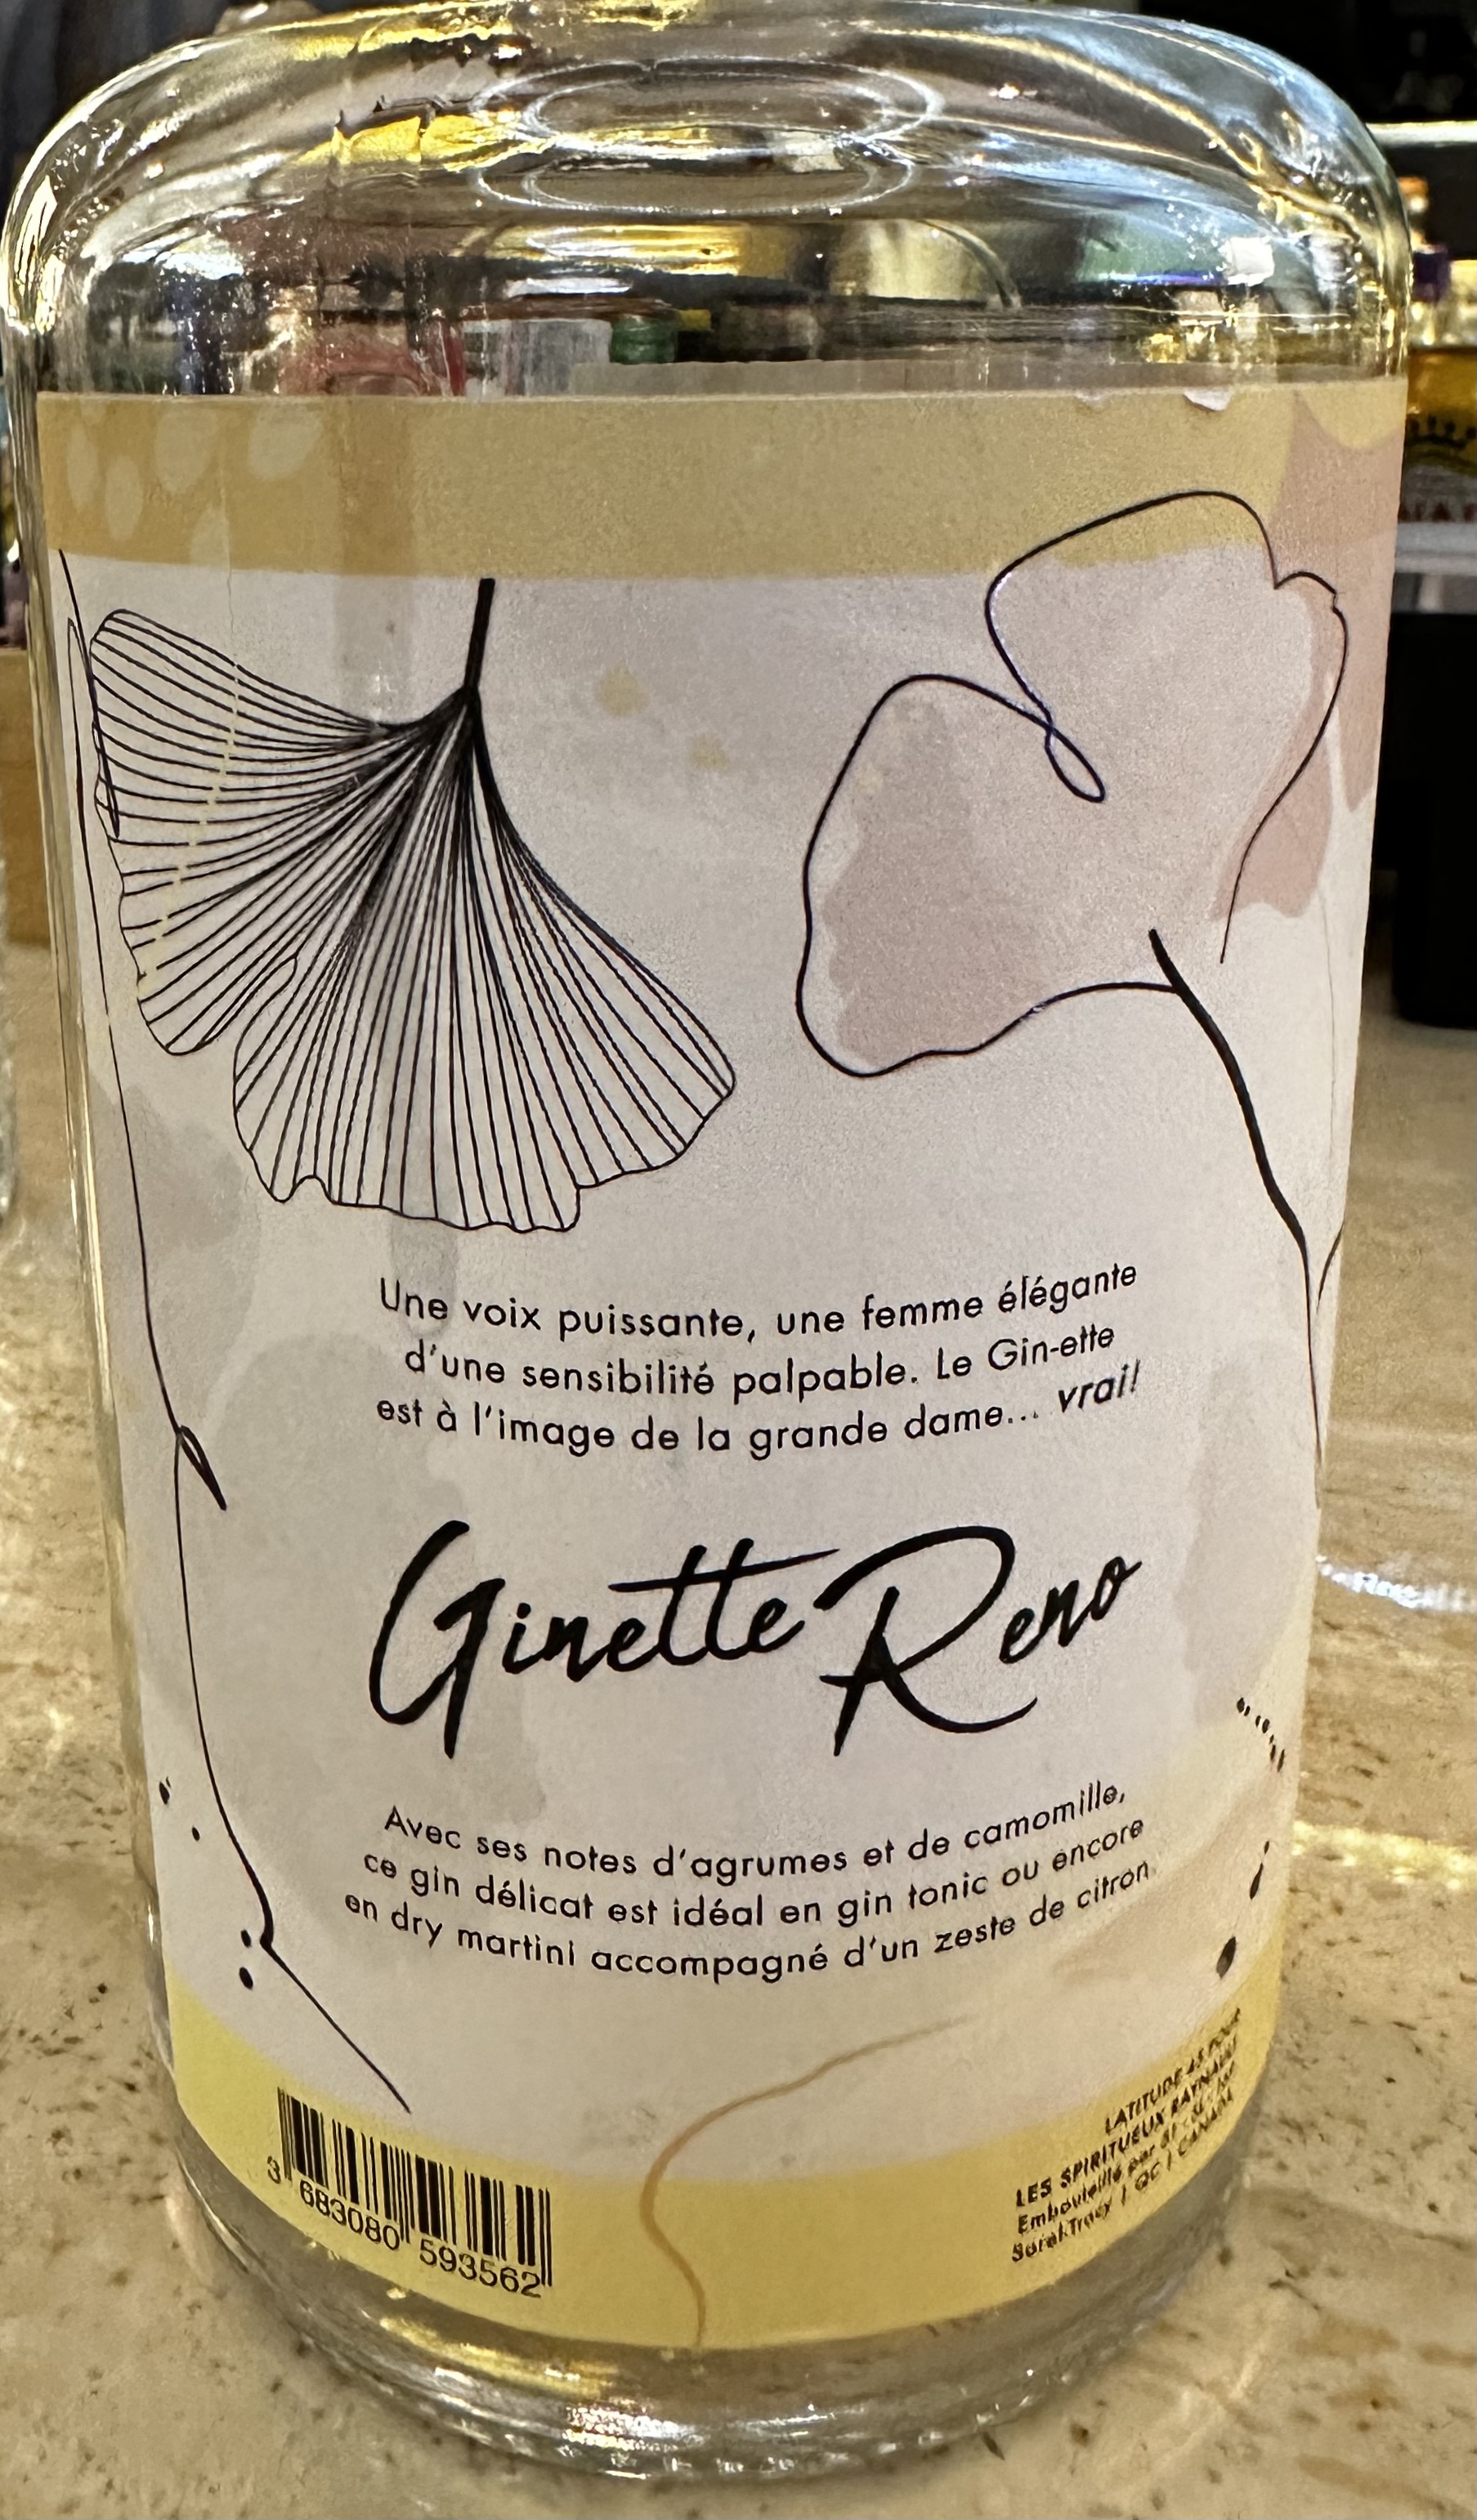 Une voix puissante, une femme élégante
d'une sensibilité palpable. Le Gin-ette
est à l'image de la grande dame... vrai!
Ginette Reno
Avec ses notes d'agrumes et de camomille,
ce gin délicat est idéal en gin tonic ou encore
en dry martini accompagné d'un zeste de citron
3 683080 593562
LATITUDE 45 POUR
LES SPIRITUEUX RAYNAULT
Embouteillé par
Sorel-Tracy | QC | CANADA